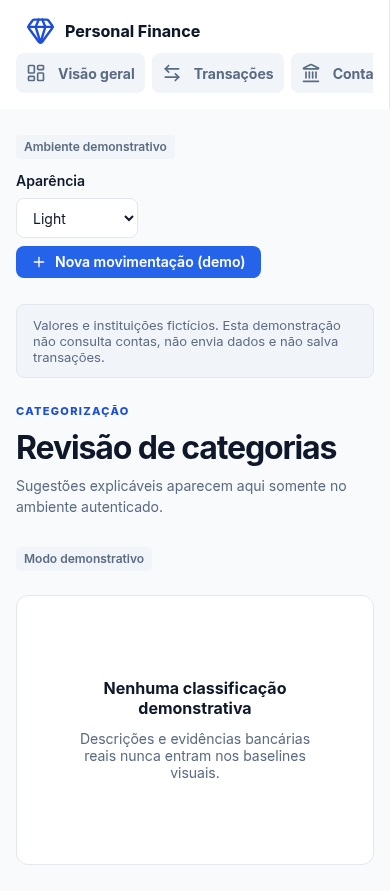 Personal Finance
Visão geral
Transações
Conta
Ambiente demonstrativo
Aparência
Light
Nova movimentação (demo)
Valores e instituições fictícios. Esta demonstração
não consulta contas, não envia dados e não salva
transações.
CATEGORIZAÇÃO
Revisão de categorias
Sugestões explicáveis aparecem aqui somente no
ambiente autenticado.
Modo demonstrativo
Nenhuma classificação
demonstrativa
Descrições e evidências bancárias
reais nunca entram nos baselines
visuais.